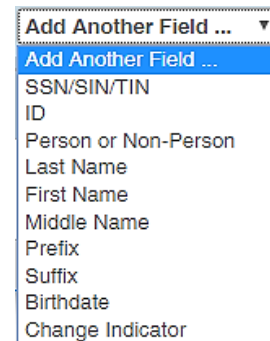 Add Another Field ...
Add Another Field ...
SSN/SIN/TIN
ID
Person or Non-Person
Last Name
First Name
Middle Name
Prefix
Suffix
Birthdate
Change Indicator